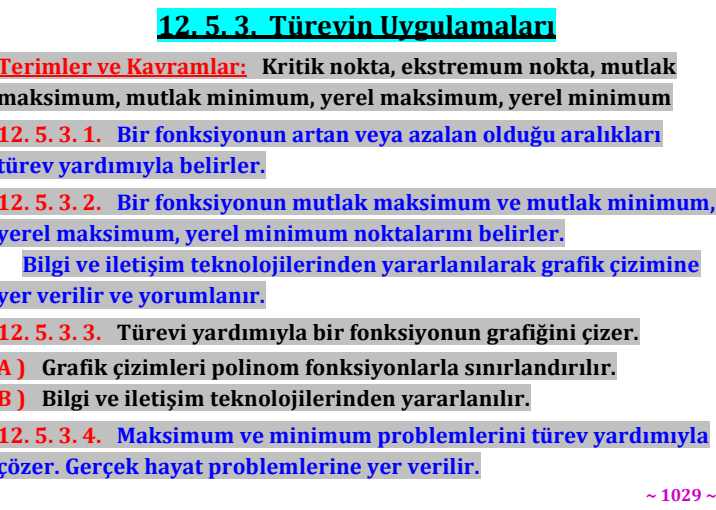 12. 5. 3. Türevin Uygulamaları
Terimler ve Kavramlar: Kritik nokta, ekstremum nokta, mutlak
maksimum, mutlak minimum, yerel maksimum, yerel minimum
12. 5. 3. 1. Bir fonksiyonun artan veya azalan olduğu aralıkları
türev yardımıyla belirler.
12. 5. 3. 2. Bir fonksiyonun mutlak maksimum ve mutlak minimum,
yerel maksimum, yerel minimum noktalarını belirler.
Bilgi ve iletişim teknolojilerinden yararlanılarak grafik çizimine
yer verilir ve yorumlanır.
12. 5. 3. 3. Türevi yardımıyla bir fonksiyonun grafiğini çizer.
A ) Grafik çizimleri polinom fonksiyonlarla sınırlandırılır.
B ) Bilgi ve iletişim teknolojilerinden yararlanılır.
12. 5. 3. 4. Maksimum ve minimum problemlerini türev yardımıyla
çözer. Gerçek hayat problemlerine yer verilir.
~ 1029 ~